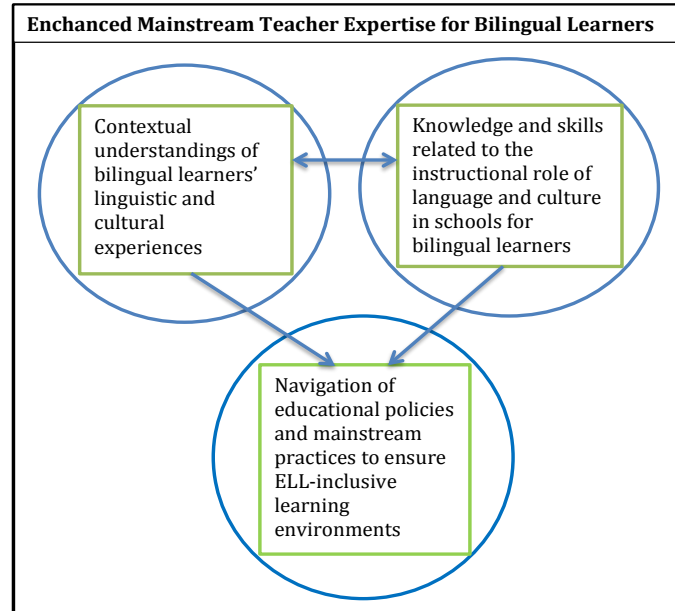 Enchanced Mainstream Teacher Expertise for Bilingual Learners
Contextual
understandings of
bilingual learners’
linguistic and
cultural
experiences
Knowledge and skills
related to the
instructional role of
language and culture
in schools for
bilingual learners
Navigation of
educational policies
and mainstream
practices to ensure
ELL-inclusive
learning
environments